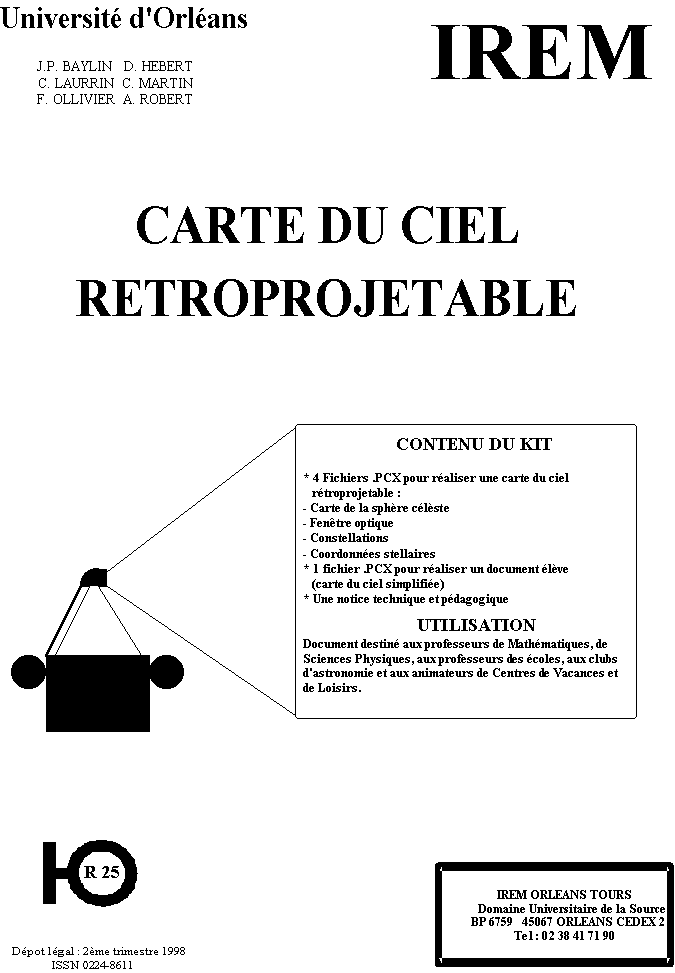 Université d'Orléans
J.P. BAYLIN D. HEBERT
C. LAURRIN C. MARTIN
F. OLLIVIER A. ROBERT
IREM
CARTE DU CIEL
RETROPROJETABLE
CONTENU DU KIT
* 4 Fichiers .PCX pour réaliser une carte du ciel
rétroprojetable :
- Carte de la sphère célèste
- Fenêtre optique
- Constellations
- Coordonnées stellaires
* 1 fichier .PCX pour réaliser un document élève
(carte du ciel simplifiée)
* Une notice technique et pédagogique
UTILISATION
Document destiné aux professeurs de Mathématiques, de
Sciences Physiques, aux professeurs des écoles, aux clubs
d'astronomie et aux animateurs de Centres de Vacances et
de Loisirs.
R 25
Dépot légal : 2ème trimestre 1998
ISSN 0224-8611
IREM ORLEANS TOURS
Domaine Universitaire de la Source
BP 6759 45067 ORLEANS CEDEX 2
Tel : 02 38 41 71 90